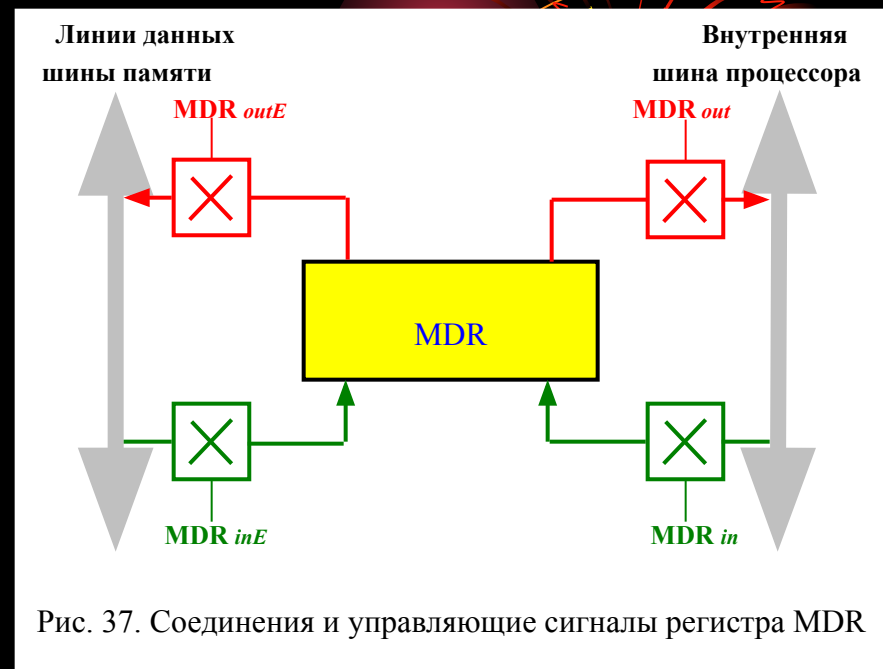 Линии данных
шины памяти
Внутренняя
шина процессора
MDR outE
MDR out
MDR
MDR inE
MDR in
Рис. 37. Соединения и управляющие сигналы регистра MDR